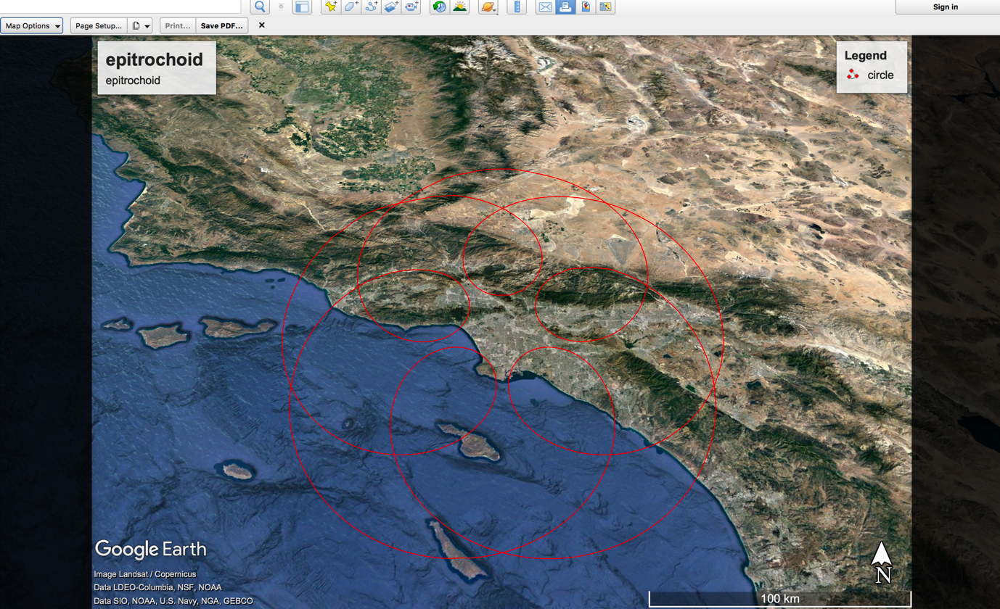 Sign in
Map Options
Page Setup...
Print...
Save PDF...
epitrochoid
epitrochoid
Legend
circle
Google Earth
Image Landsat / Copernicus
Data LDEO-Columbia, NSF, NOAA
Data SIO, NOAA, U.S. Navy, NGA, GEBCO
N
100 km